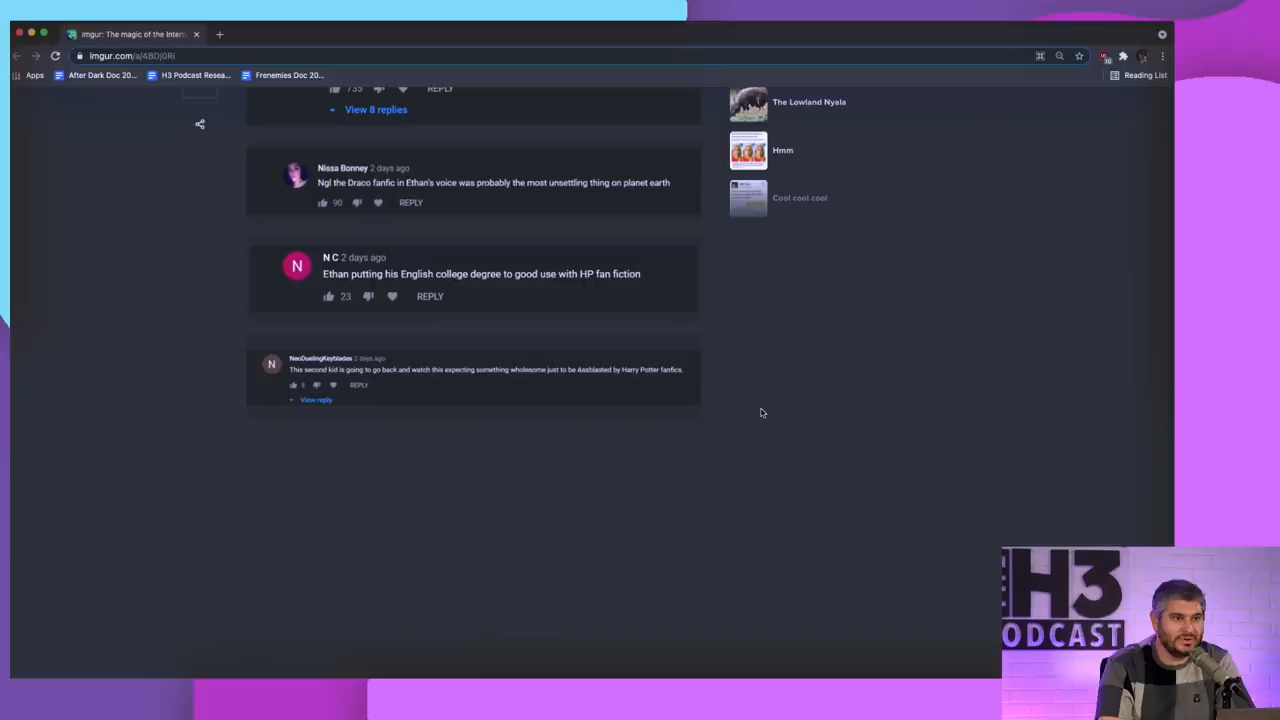 Imgur: The magic of the Intern
imgur.com/a/4BDj0Ri
10
Apps
After Dark Doc 20...
H3 Podcast Resea...
Frenemies Doc 20...
Reading List
735
REPLY
View 8 replies
The Lowland Nyala
Hmm
Cool cool cool
Nissa Bonney 2 days ago
Ngl the Draco fanfic in Ethan's voice was probably the most unsettling thing on planet earth
90
REPLY
N
N C 2 days ago
Ethan putting his English college degree to good use with HP fan fiction
23
REPLY
N
NeoDuelingKeyblades 2 days ago
This second kid is going to go back and watch this expecting something wholesome just to be Assblasted by Harry Potter fanfics.
REPLY
View reply
H3
ODCAST